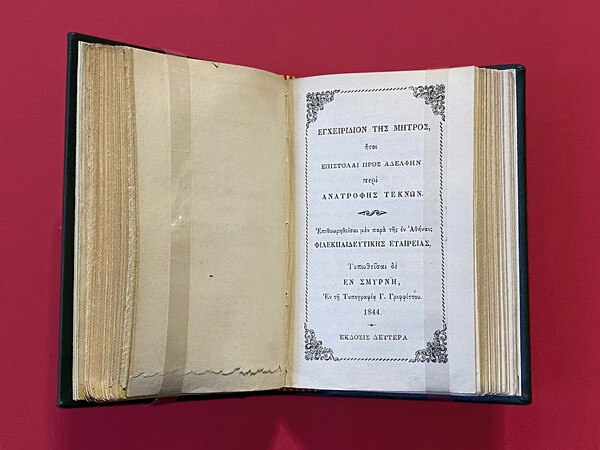 ΕΓΧΕΙΡΙΔΙΟΝ ΤΗΣ ΜΗΤΡΟΣ,
ἤτοι
ΕΠΙΣΤΟΛΑΙ ΠΡΟΣ ΑΔΕΛΦΗΝ
περὶ
ΑΝΑΤΡΟΦΗΣ ΤΕΚΝΩΝ.
Ἐπιθεωρηθεῖσαι μὲν παρὰ τῆς ἐν Ἀθήναις
ΦΙΛΕΚΠΑΙΔΕΥΤΙΚΗΣ ΕΤΑΙΡΕΙΑΣ,
Τυπωθεῖσαι δὲ
ΕΝ ΣΜΥΡΝΗ,
Ἐν τῇ Τυπογραφίᾳ Γ. Γριφφίττου.
1844.
ΕΚΔΟΣΙΣ ΔΕΥΤΕΡΑ